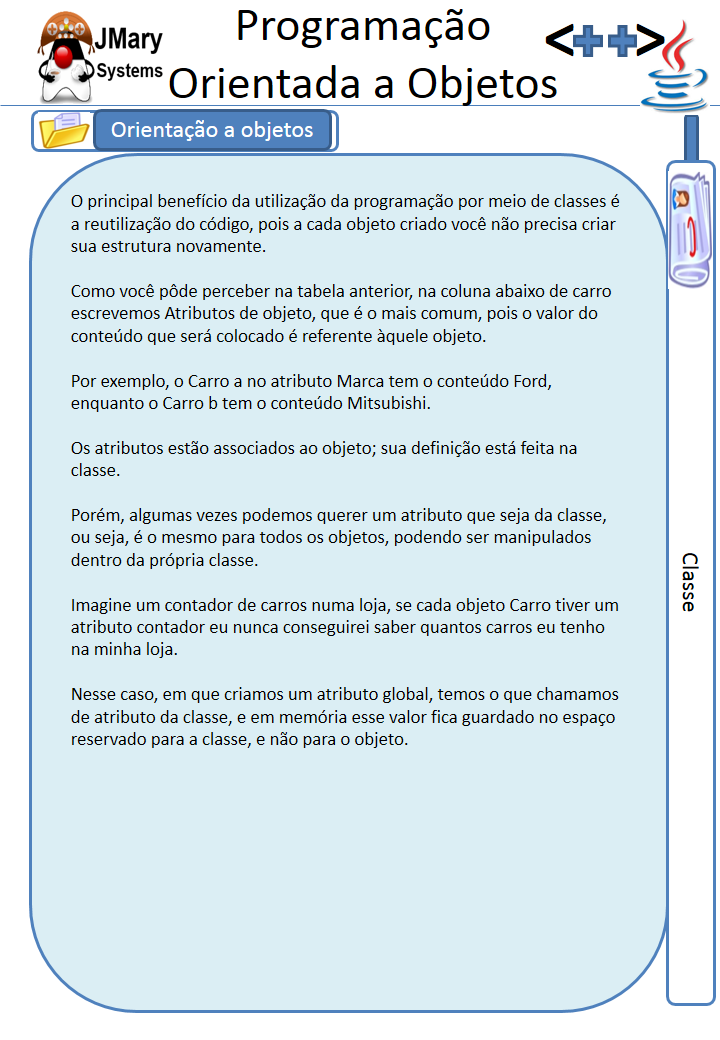 JMary
Systems
Programação
Orientada a Objetos
<++>
Orientação a objetos
O principal benefício da utilização da programação por meio de classes é
a reutilização do código, pois a cada objeto criado você não precisa criar
sua estrutura novamente.
Como você pôde perceber na tabela anterior, na coluna abaixo de carro
escrevemos Atributos de objeto, que é o mais comum, pois o valor do
conteúdo que será colocado é referente àquele objeto.
Por exemplo, o Carro a no atributo Marca tem o conteúdo Ford,
enquanto o Carro b tem o conteúdo Mitsubishi.
Os atributos estão associados ao objeto; sua definição está feita na
classe.
Porém, algumas vezes podemos querer um atributo que seja da classe,
ou seja, é o mesmo para todos os objetos, podendo ser manipulados
dentro da própria classe.
Imagine um contador de carros numa loja, se cada objeto Carro tiver um
atributo contador eu nunca conseguirei saber quantos carros eu tenho
na minha loja.
Nesse caso, em que criamos um atributo global, temos o que chamamos
de atributo da classe, e em memória esse valor fica guardado no espaço
reservado para a classe, e não para o objeto.
Classe